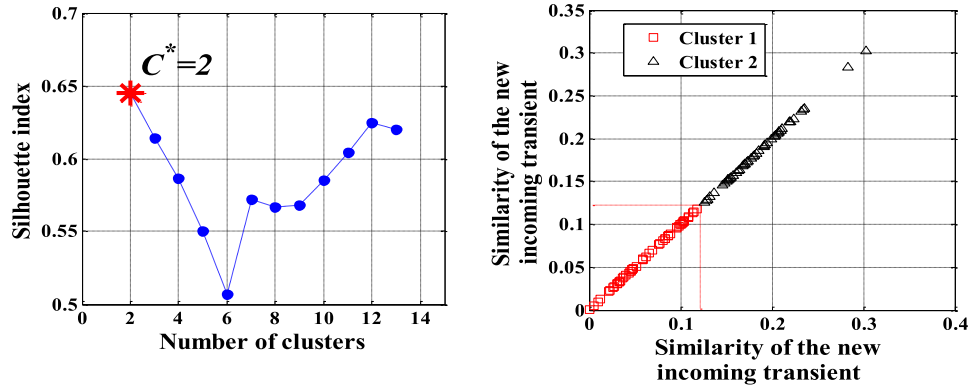 0.7
0.65
0.6
0.55
0.5
C*=2
Silhouette index
0
2
4
6
8
10
12
14
Number of clusters
0.35
0.3
0.25
0.2
0.15
0.1
0.05
0
Cluster 1
Cluster 2
Similarity of the new
incoming transient
0
0.1
0.2
0.3
0.4
Similarity of the new
incoming transient